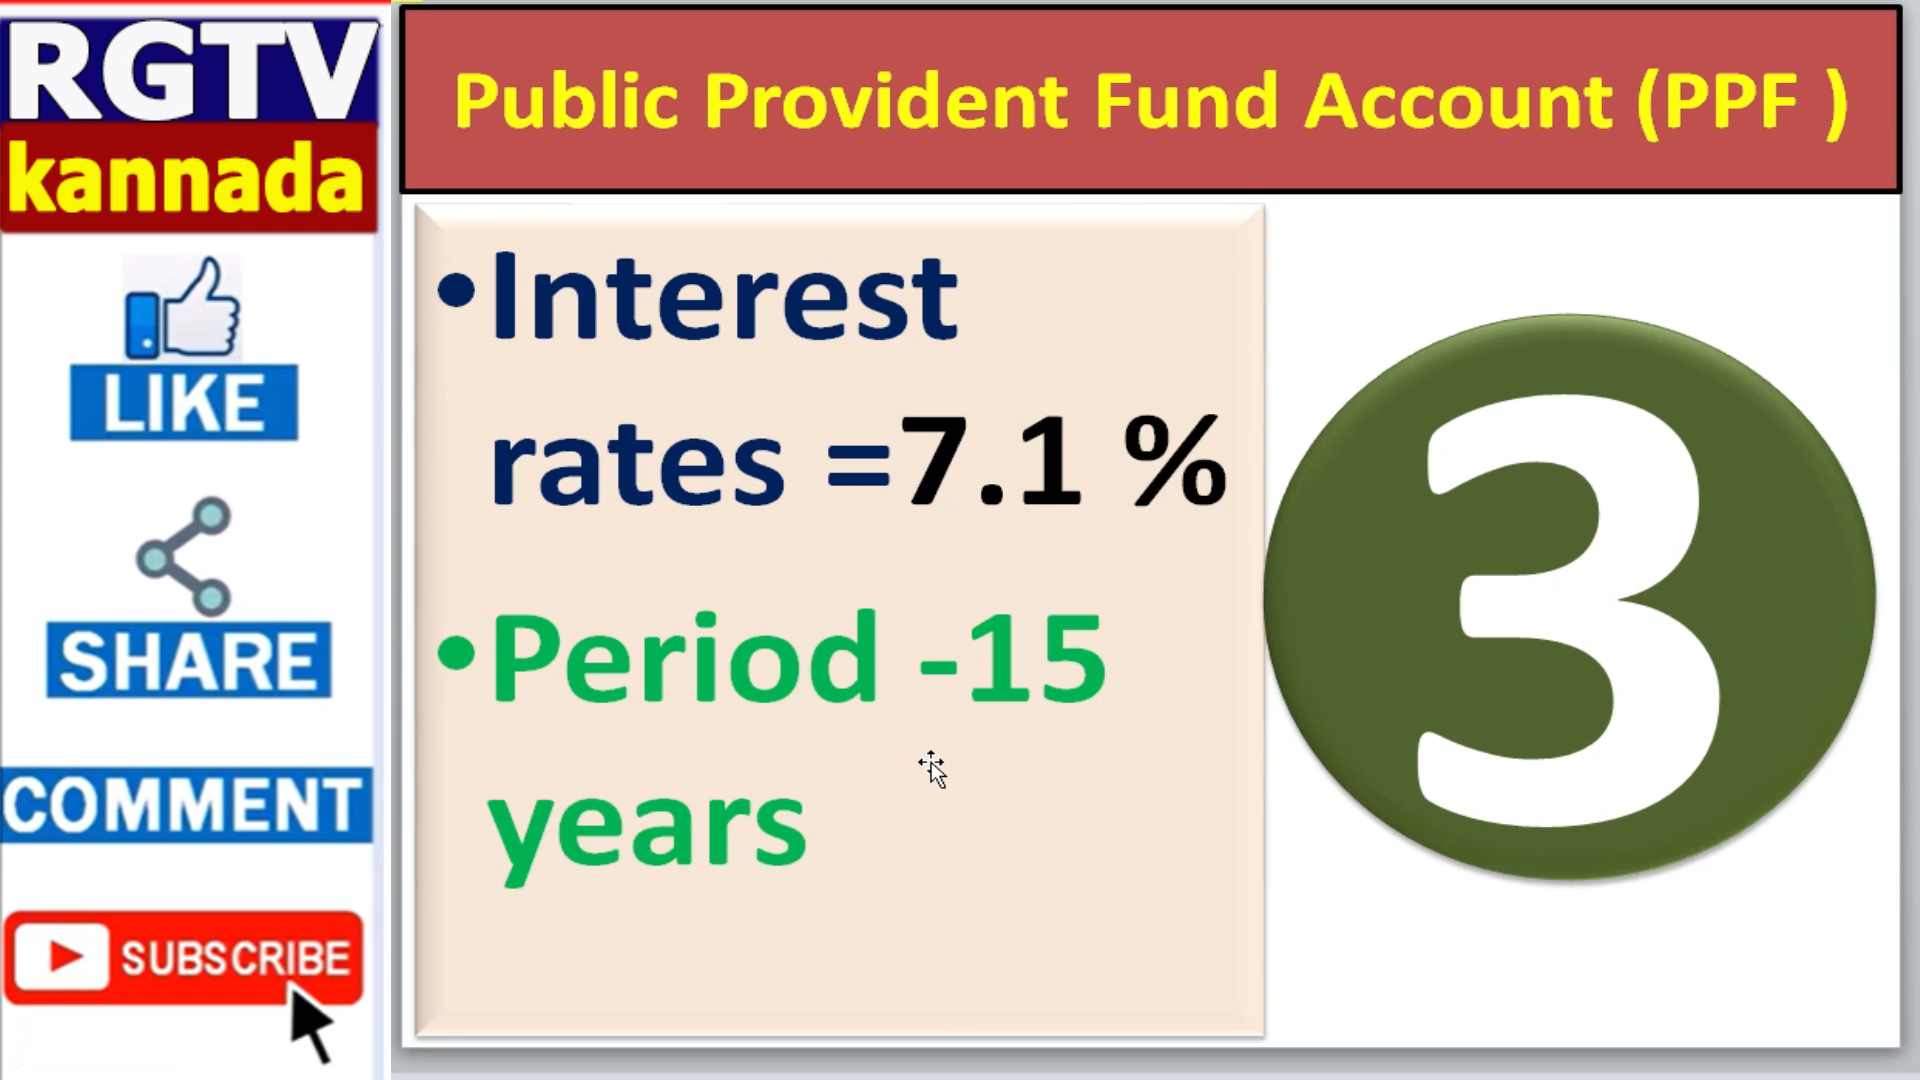 RGTV
kannada
LIKE
SHARE
COMMENT
SUBSCRIBE
Public Provident Fund Account (PPF )
•Interest
rates =7.1 %
•Period -15
years
3